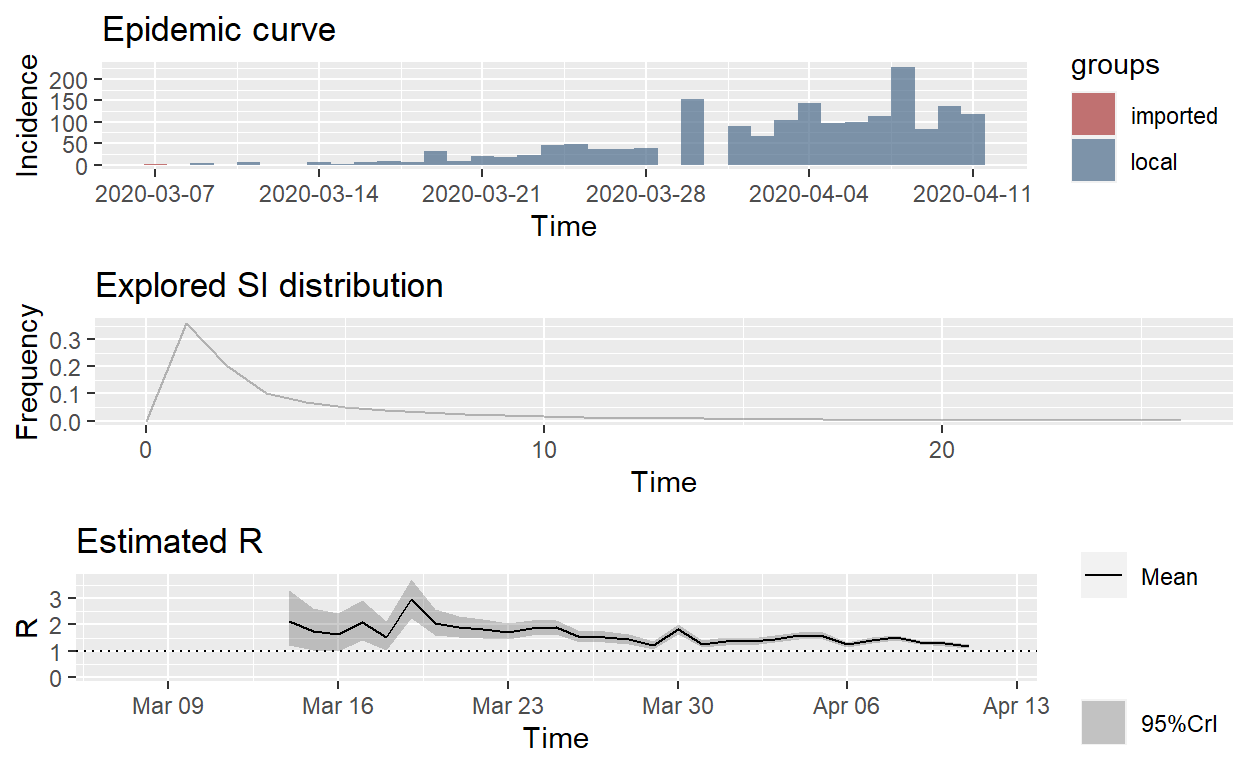 Epidemic curve
Incidence
200
150
100
50
0
2020-03-07 2020-03-14 2020-03-21 2020-03-28 2020-04-04 2020-04-11
Time
groups
imported
local
Explored SI distribution
Frequency
0.3
0.2
0.1
0.0
0 10 20
Time
Estimated R
R
3
2
1
0
Mar 09 Mar 16 Mar 23 Mar 30 Apr 06 Apr 13
Time
Mean
95%CrI